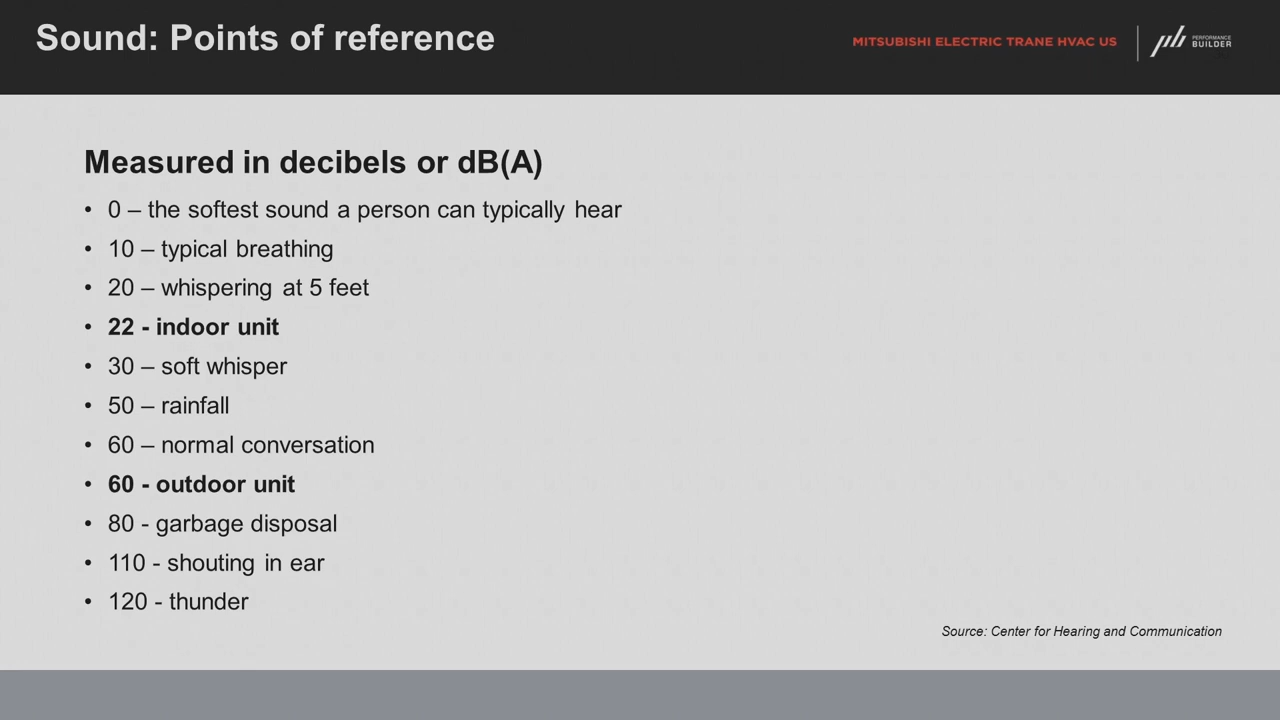 Sound: Points of reference
MITSUBISHI ELECTRIC TRANE HVAC US
PERFORMANCE
BUILDER
Measured in decibels or dB(A)
• 0 – the softest sound a person can typically hear
• 10 – typical breathing
• 20 – whispering at 5 feet
• 22 - indoor unit
• 30 – soft whisper
• 50 – rainfall
• 60 – normal conversation
• 60 - outdoor unit
• 80 - garbage disposal
• 110 - shouting in ear
• 120 - thunder
Source: Center for Hearing and Communication